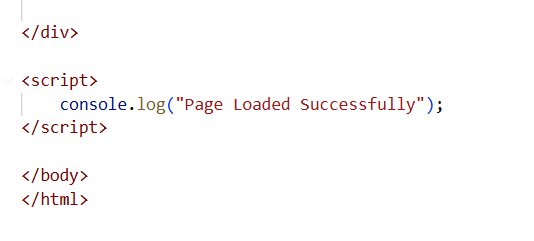 </div>
<script>
console.log("Page Loaded Successfully");
</script>
</body>
</html>